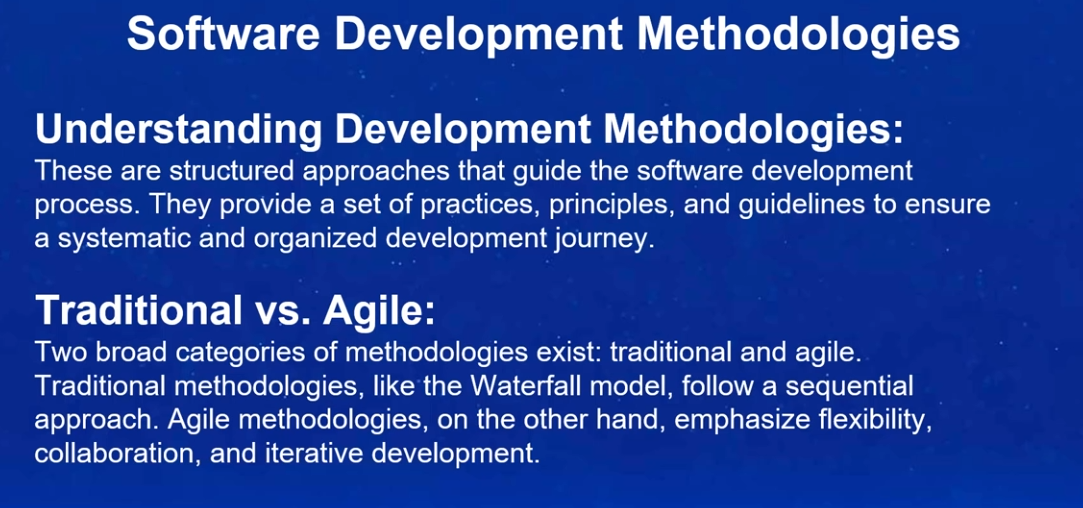 Software Development Methodologies
Understanding Development Methodologies:
These are structured approaches that guide the software development
process. They provide a set of practices, principles, and guidelines to ensure
a systematic and organized development journey.
Traditional vs. Agile:
Two broad categories of methodologies exist: traditional and agile.
Traditional methodologies, like the Waterfall model, follow a sequential
approach. Agile methodologies, on the other hand, emphasize flexibility,
collaboration, and iterative development.